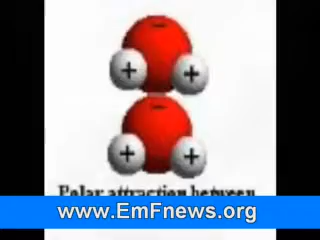 −
+ +
−
+ +
Polar attraction between
www.EmFnews.org